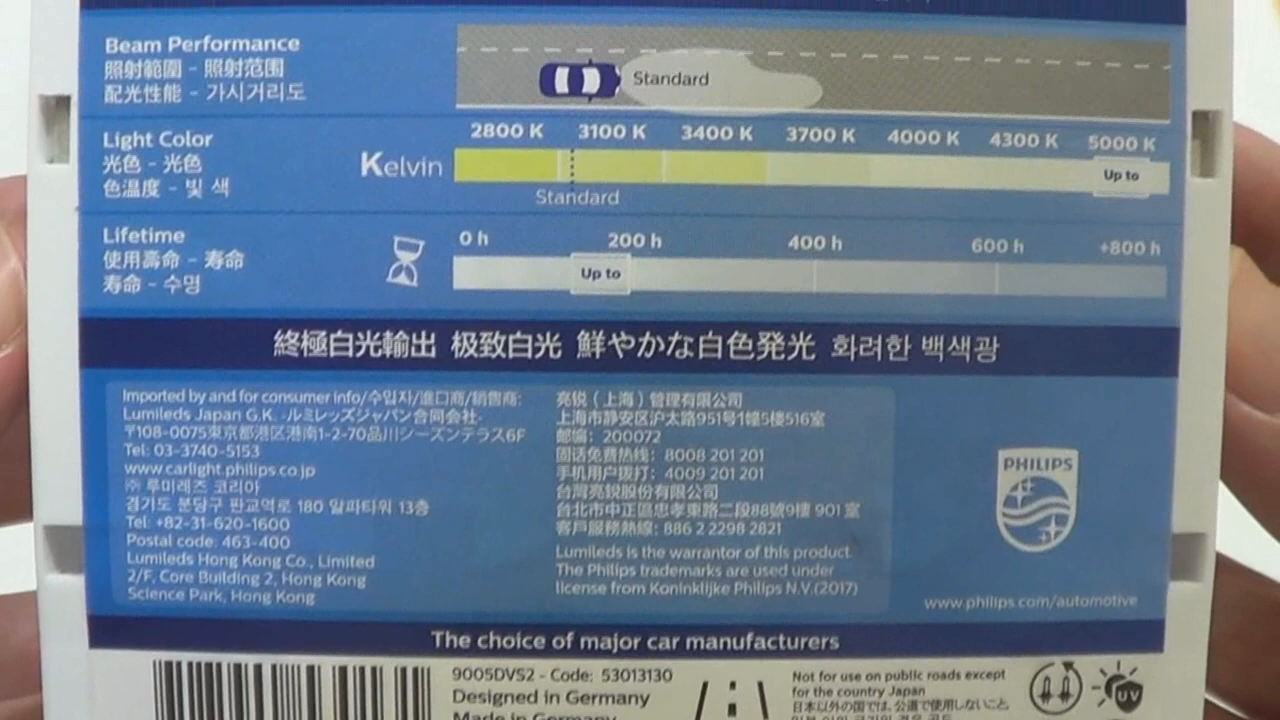 Beam Performance
照射範圍 - 照射范围
配光性能 - 가시거리도
Standard
Light Color
光色 - 光色
色温度 - 빛 색
Kelvin
2800 K 3100 K 3400 K 3700 K 4000 K 4300 K 5000 K
Up to
Standard
Lifetime
使用壽命 - 寿命
寿命 - 수명
0 h 200 h 400 h 600 h +800 h
Up to
終極白光輸出 极致白光 鮮やかな白色発光 화려한 백색광
Imported by and for consumer info/수입자/進口商/销售商:
Lumileds Japan G.K. -ルミレッズジャパン合同会社-
〒108-0075東京都港区港南1-2-70品川シーズンテラス6F
Tel: 03-3740-5153
www.carlight.philips.co.jp
㈜ 루미레즈 코리아
경기도 분당구 판교역로 180 알파타워 13층
Tel: +82-31-620-1600
Postal code: 463-400
Lumileds Hong Kong Co., Limited
2/F, Core Building 2, Hong Kong
Science Park, Hong Kong
亮锐（上海）管理有限公司
上海市静安区沪太路951号1幢5楼516室
邮编：200072
固话免费热线：8008 201 201
手机用户拨打：4009 201 201
台灣亮銳股份有限公司
台北市中正區忠孝東路二段88號9樓 901 室
客戶服務熱線: 886 2 2298 2821
Lumileds is the warrantor of this product.
The Philips trademarks are used under
license from Koninklijke Philips N.V.(2017)
PHILIPS
www.philips.com/automotive
The choice of major car manufacturers
9005DVS2 - Code: 53013130
Designed in Germany
Made in Germany
Not for use on public roads except
for the country Japan
日本以外の国では、公道で使用しないこと
UV